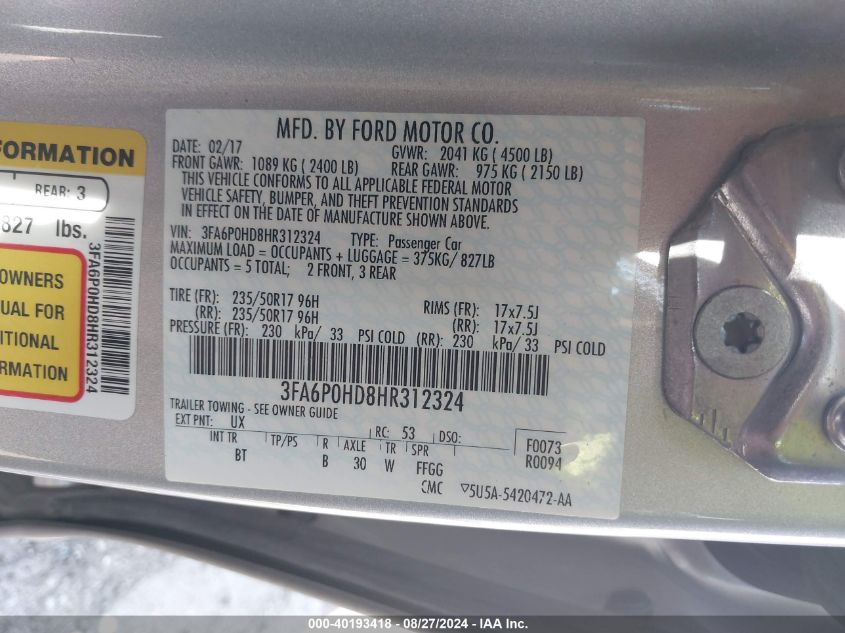 FORMATION
REAR: 3
827 lbs.
OWNERS
UAL FOR
ITIONAL
ORMATION
3FA6P0HD8HR312324
MFD. BY FORD MOTOR CO.
DATE: 02/17
GVWR: 2041 KG ( 4500 LB)
FRONT GAWR: 1089 KG ( 2400 LB)
REAR GAWR: 975 KG ( 2150 LB)
THIS VEHICLE CONFORMS TO ALL APPLICABLE FEDERAL MOTOR
VEHICLE SAFETY, BUMPER, AND THEFT PREVENTION STANDARDS
IN EFFECT ON THE DATE OF MANUFACTURE SHOWN ABOVE.
VIN: 3FA6P0HD8HR312324 TYPE: Passenger Car
MAXIMUM LOAD = OCCUPANTS + LUGGAGE = 375KG/ 827LB
OCCUPANTS = 5 TOTAL; 2 FRONT, 3 REAR
TIRE (FR): 235/50R17 96H RIMS (FR): 17x7.5J
(RR): 235/50R17 96H (RR): 17x7.5J
PRESSURE (FR): 230 kPa/ 33 PSI COLD (RR): 230 kPa/ 33 PSI COLD
3FA6P0HD8HR312324
TRAILER TOWING - SEE OWNER GUIDE
EXT PNT: UX RC: 53 DSO:
INT TR TP/PS R AXLE TR SPR
BT B 30 W FFGG
F0073
R0094
CMC ▽5U5A-5420472-AA
000-40193418 - 08/27/2024 - IAA Inc.